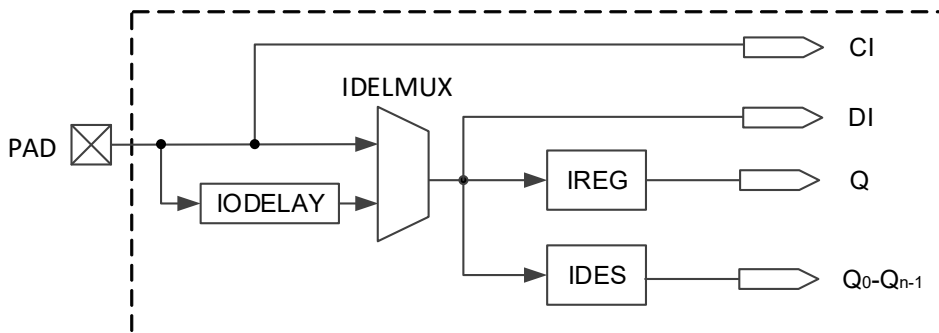 CI
IDELMUX
DI
PAD
IREG
Q
IODELAY
IDES
Q0-Qn-1